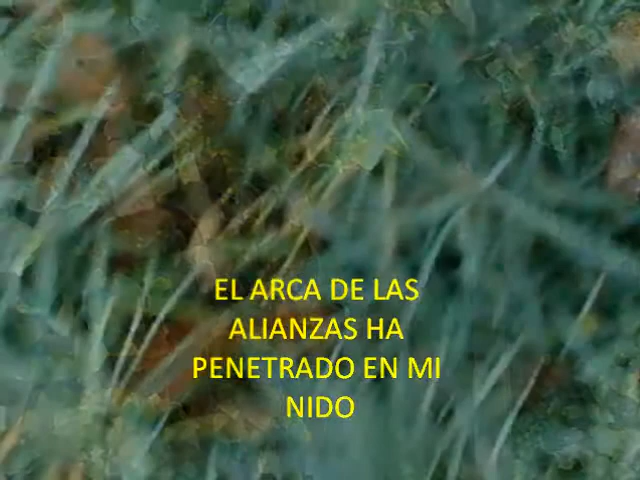 EL ARCA DE LAS
ALIANZAS HA
PENETRADO EN MI
NIDO